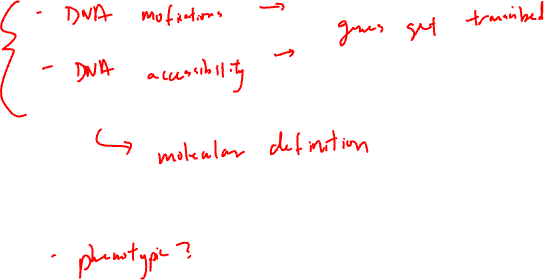 - DNA mofications →
genes get transcribed
- DNA accessibility →
↳ molecular definition
- phenotypic?